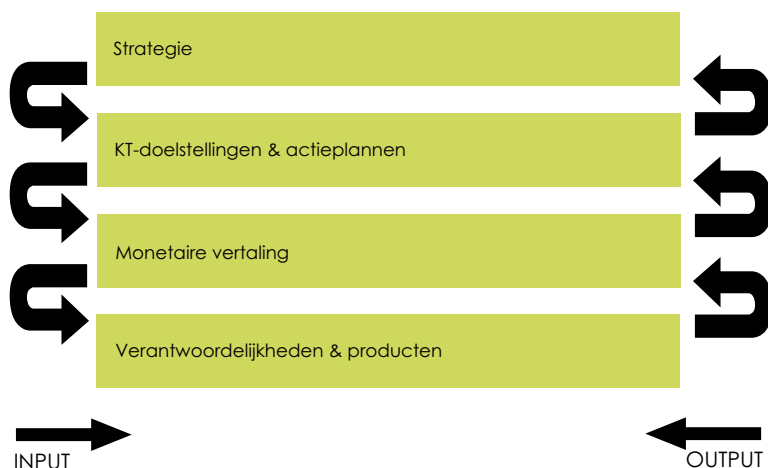 Strategie
KT-doelstellingen & actieplannen
Monetaire vertaling
Verantwoordelijkheden & producten
INPUT
OUTPUT